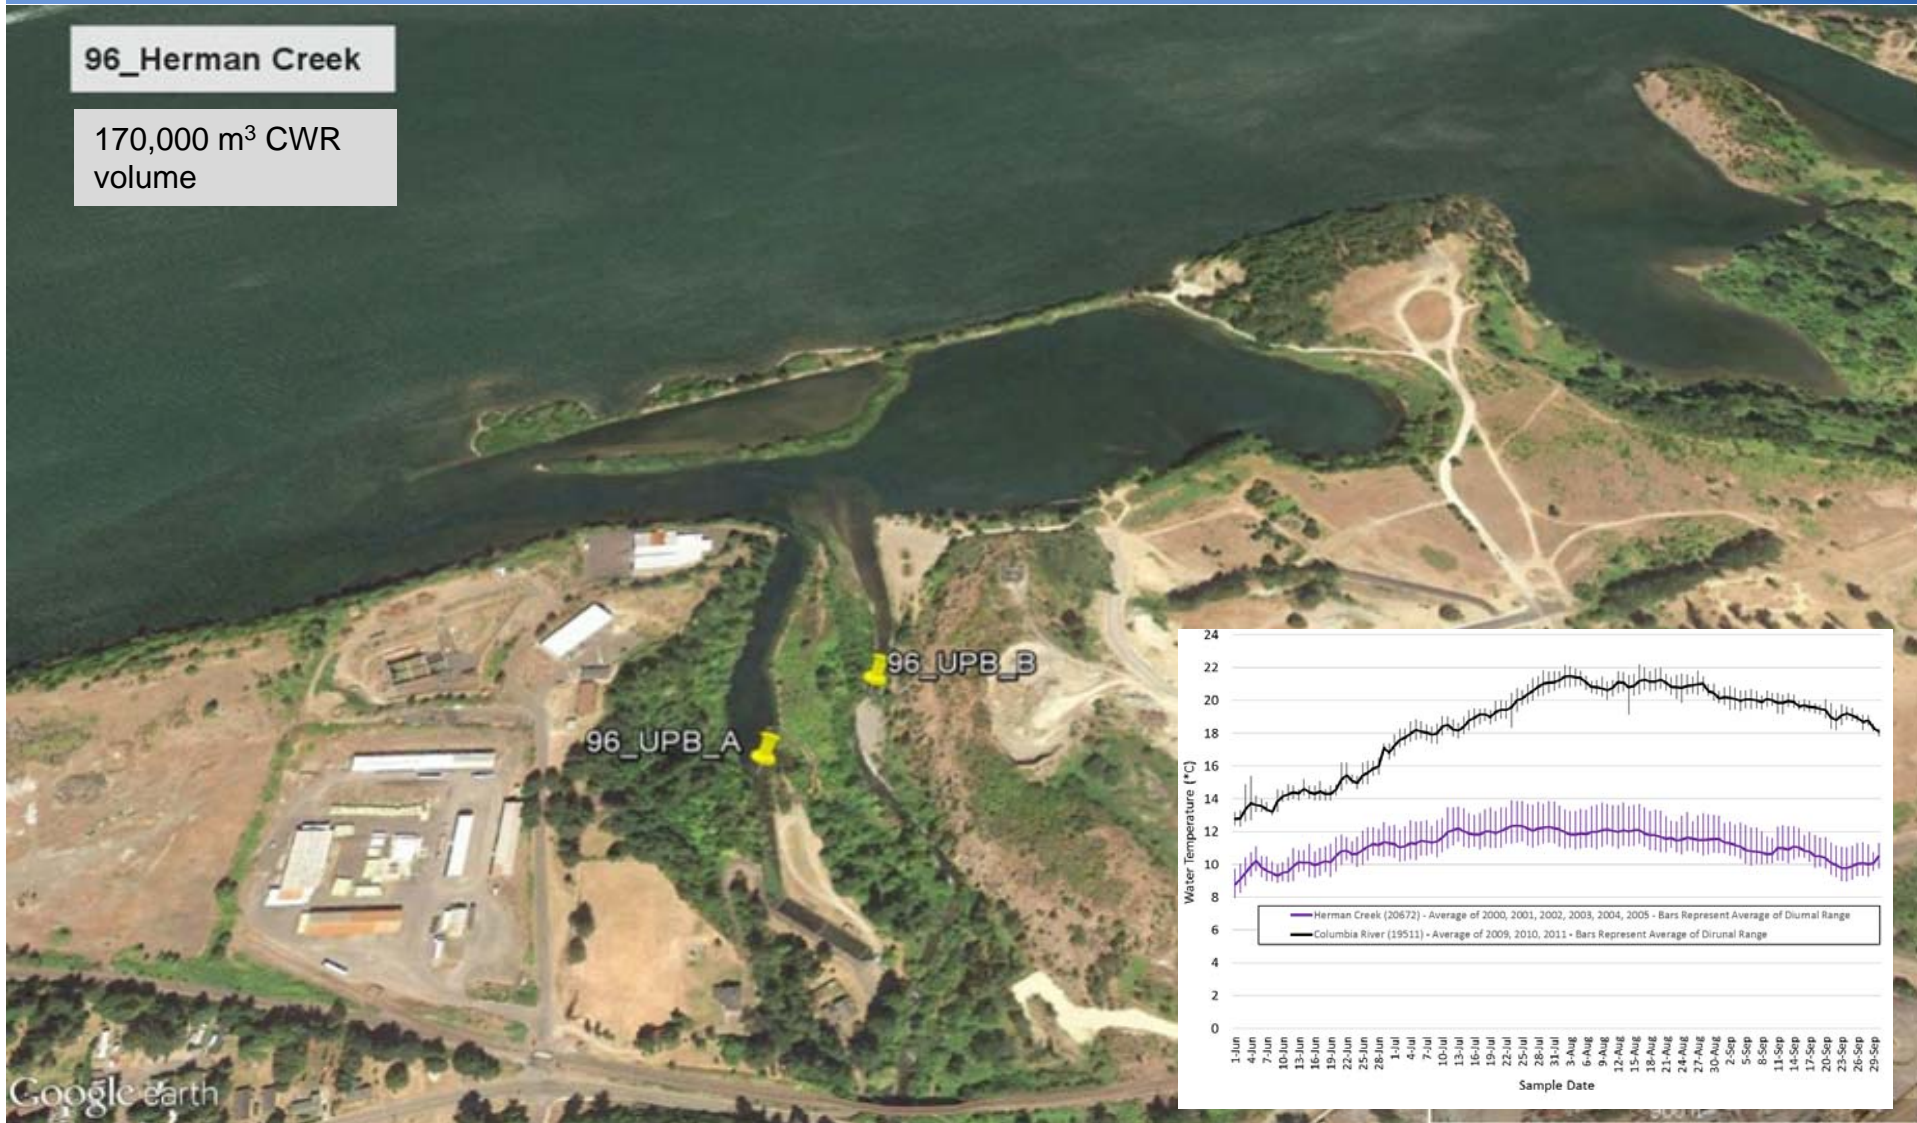 96_Herman Creek
170,000 m³ CWR
volume
96_UPB_B
96_UPB_A
24
22
20
18
16
14
12
10
8
6
4
2
0
Water Temperature (°C)
Herman Creek (20672) - Average of 2000, 2001, 2002, 2003, 2004, 2005 - Bars Represent Average of Diurnal Range
Columbia River (19511) - Average of 2009, 2010, 2011 - Bars Represent Average of Dirunal Range
1-Jun
4-Jun
7-Jun
10-Jun
13-Jun
16-Jun
19-Jun
22-Jun
25-Jun
28-Jun
1-Jul
4-Jul
7-Jul
10-Jul
13-Jul
16-Jul
19-Jul
22-Jul
25-Jul
28-Jul
31-Jul
3-Aug
6-Aug
9-Aug
12-Aug
15-Aug
18-Aug
21-Aug
24-Aug
27-Aug
30-Aug
2-Sep
5-Sep
8-Sep
11-Sep
14-Sep
17-Sep
20-Sep
23-Sep
26-Sep
29-Sep
Sample Date
Google earth